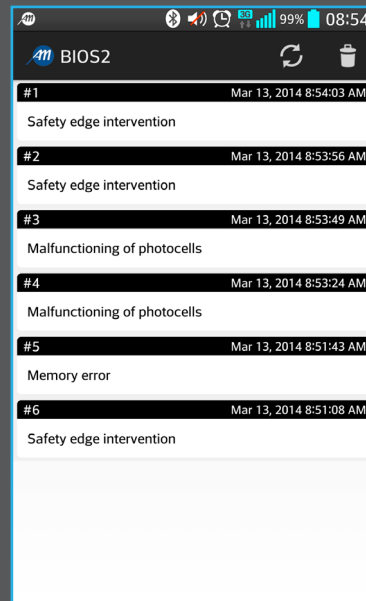 3G 99% 08:54
AM BIOS2
#1 Mar 13, 2014 8:54:03 AM
Safety edge intervention
#2 Mar 13, 2014 8:53:56 AM
Safety edge intervention
#3 Mar 13, 2014 8:53:49 AM
Malfunctioning of photocells
#4 Mar 13, 2014 8:53:24 AM
Malfunctioning of photocells
#5 Mar 13, 2014 8:51:43 AM
Memory error
#6 Mar 13, 2014 8:51:08 AM
Safety edge intervention